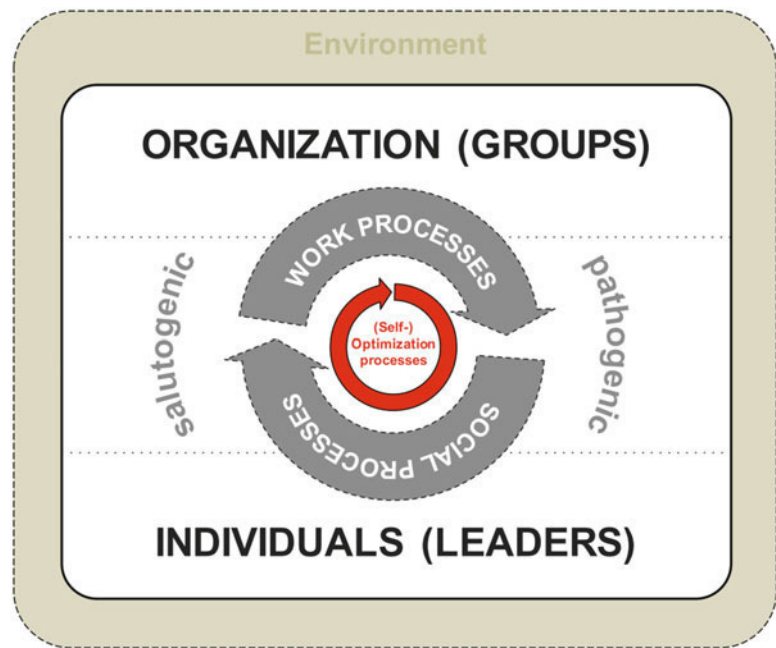 Environment
ORGANIZATION (GROUPS)
WORK PROCESSES
salutogenic
pathogenic
(Self-)
Optimization
processes
SOCIAL PROCESSES
INDIVIDUALS (LEADERS)